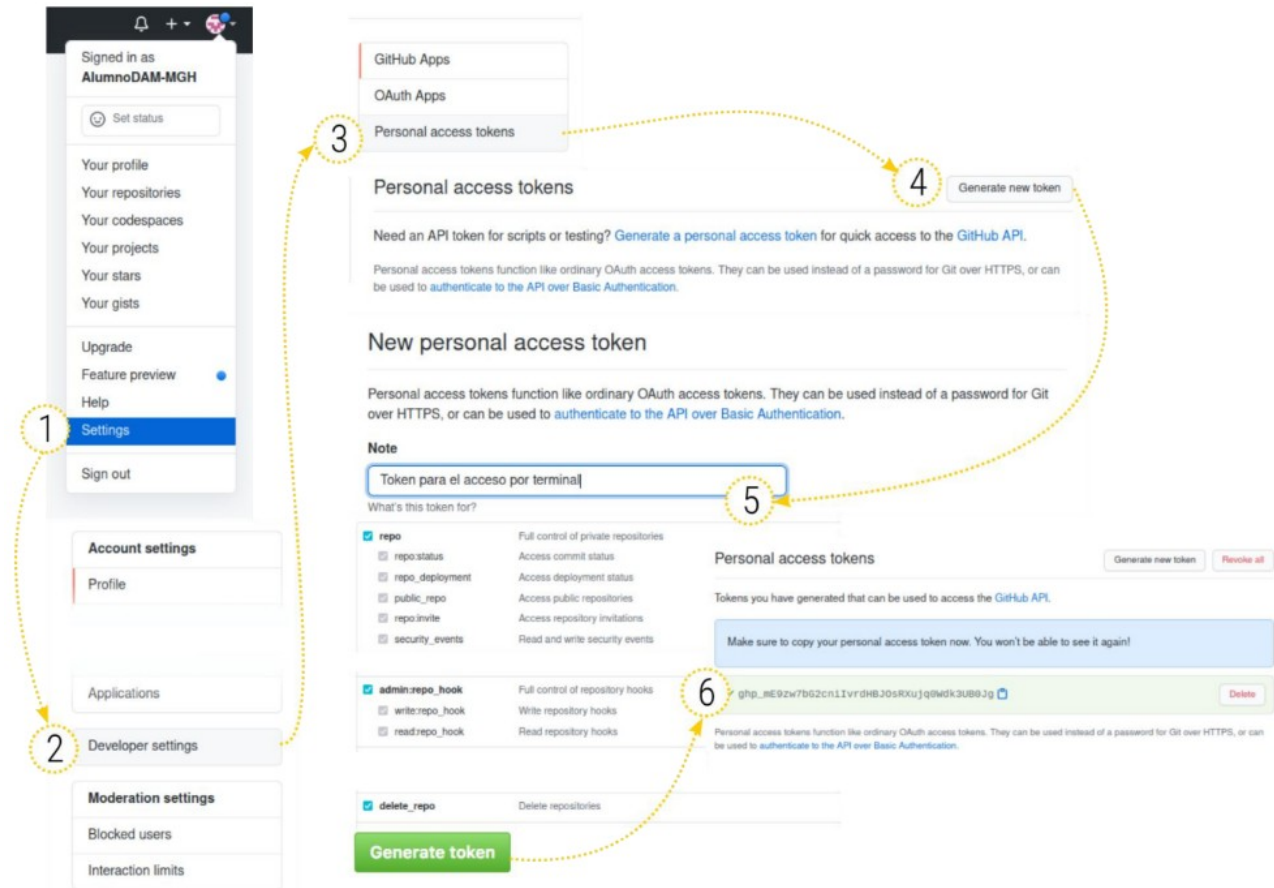 Signed in as
AlumnoDAM-MGH
Set status
Your profile
Your repositories
Your codespaces
Your projects
Your stars
Your gists
Upgrade
Feature preview
Help
1
Settings
Sign out
Account settings
Profile
Applications
2
Developer settings
Moderation settings
Blocked users
Interaction limits
GitHub Apps
OAuth Apps
3
Personal access tokens
Personal access tokens
4
Generate new token
Need an API token for scripts or testing? Generate a personal access token for quick access to the GitHub API.
Personal access tokens function like ordinary OAuth access tokens. They can be used instead of a password for Git over HTTPS, or can
be used to authenticate to the API over Basic Authentication.
New personal access token
Personal access tokens function like ordinary OAuth access tokens. They can be used instead of a password for Git
over HTTPS, or can be used to authenticate to the API over Basic Authentication.
Note
Token para el acceso por terminal
5
What's this token for?
repo Full control of private repositories
repo:status Access commit status
repo_deployment Access deployment status
public_repo Access public repositories
repo:invite Access repository invitations
security_events Read and write security events
admin:repo_hook Full control of repository hooks
write:repo_hook Write repository hooks
read:repo_hook Read repository hooks
delete_repo Delete repositories
Generate token
Personal access tokens
Generate new token
Revoke all
Tokens you have generated that can be used to access the GitHub API.
Make sure to copy your personal access token now. You won't be able to see it again!
6
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
Delete
Personal access tokens function like ordinary OAuth access tokens. They can be used instead of a password for Git over HTTPS, or can
be used to authenticate to the API over Basic Authentication.